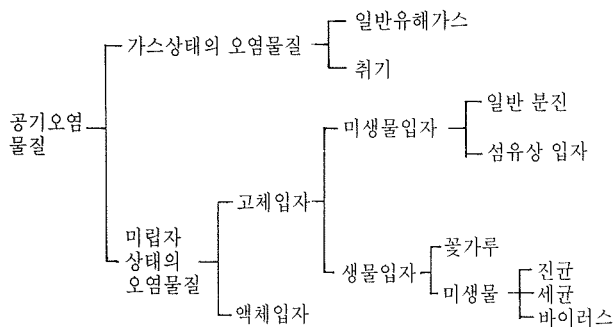 일반유해가스
가스상태의 오염물질
취기
공기오염
물질
일반 분진
미생물입자
섬유상 입자
고체입자
미립자
상태의
오염물질
꽃가루
생물입자
미생물
진균
세균
바이러스
액체입자